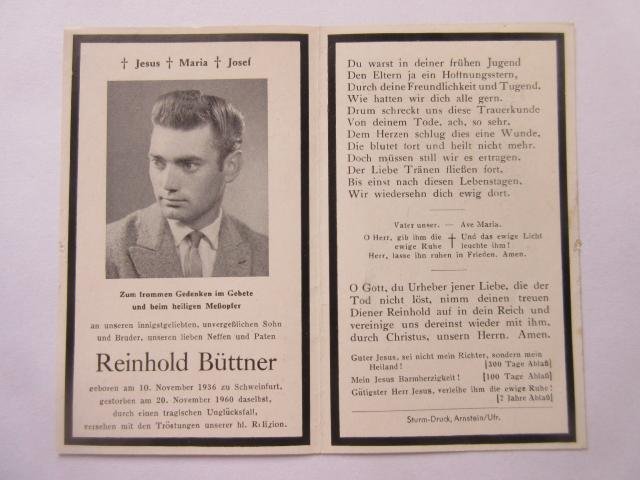 † Jesus † Maria † Josef
Zum frommen Gedenken im Gebete
und beim heiligen Meßopfer
an unseren innigstgeliebten, unvergeßlichen Sohn
und Bruder, unseren lieben Neffen und Paten
Reinhold Büttner
geboren am 10. November 1936 zu Schweinfurt,
gestorben am 20. November 1960 daselbst,
durch einen tragischen Unglücksfall,
versehen mit den Tröstungen unserer hl. Religion.
Du warst in deiner frühen Jugend
Den Eltern ja ein Hoffnungsstern,
Durch deine Freundlichkeit und Tugend,
Wie hatten wir dich alle gern.
Drum schreckt uns diese Trauerkunde
Von deinem Tode, ach, so sehr.
Dem Herzen schlug dies eine Wunde,
Die blutet fort und heilt nicht mehr.
Doch müssen still wir es ertragen.
Der Liebe Tränen fließen fort.
Bis einst nach diesen Lebenstagen,
Wir wiedersehn dich ewig dort.
Vater unser. — Ave Maria.
O Herr, gib ihm die † Und das ewige Licht
ewige Ruhe leuchte ihm!
Herr, lasse ihn ruhen in Frieden. Amen.
O Gott, du Urheber jener Liebe, die der
Tod nicht löst, nimm deinen treuen
Diener Reinhold auf in dein Reich und
vereinige uns dereinst wieder mit ihm,
durch Christus, unsern Herrn. Amen.
Guter Jesus, sei nicht mein Richter, sondern mein
Heiland! [300 Tage Ablaß]
Mein Jesus Barmherzigkeit! [100 Tage Ablaß]
Gütigster Herr Jesus, verleihe ihm die ewige Ruhe!
[7 Jahre Ablaß]
Sturm-Druck, Arnstein/Ufr.